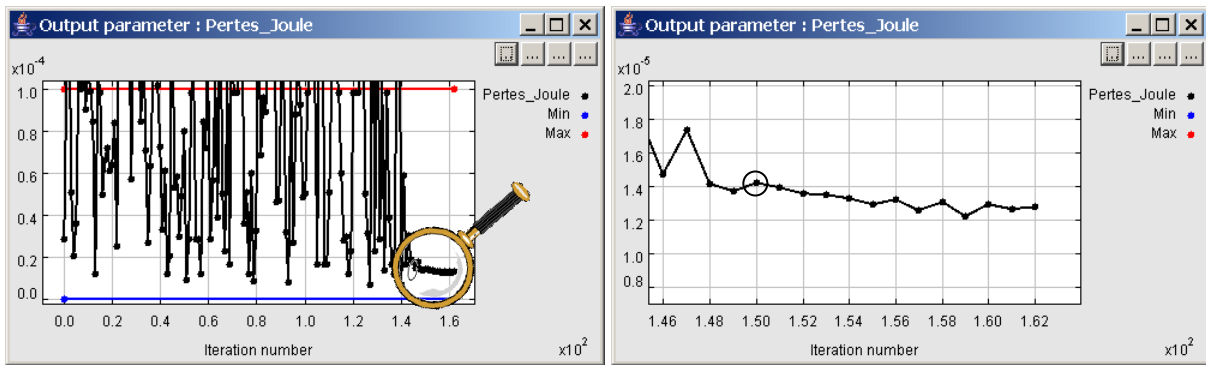 Output parameter : Pertes_Joule
x10-4
1.0
0.8
0.6
0.4
0.2
0.0
0.0 0.2 0.4 0.6 0.8 1.0 1.2 1.4 1.6
Iteration number
x102
Pertes_Joule
Min
Max
Output parameter : Pertes_Joule
x10-5
2.0
1.8
1.6
1.4
1.2
1.0
0.8
1.46 1.48 1.50 1.52 1.54 1.56 1.58 1.60 1.62
Iteration number
x102
Pertes_Joule
Min
Max